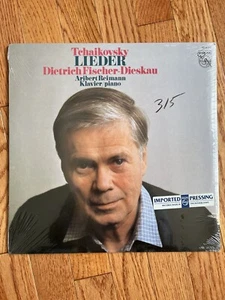 Tchaikovsky
LIEDER
Dietrich Fischer-Dieskau
Aribert Reimann
Klavier/piano
315
IMPORTED PRESSING